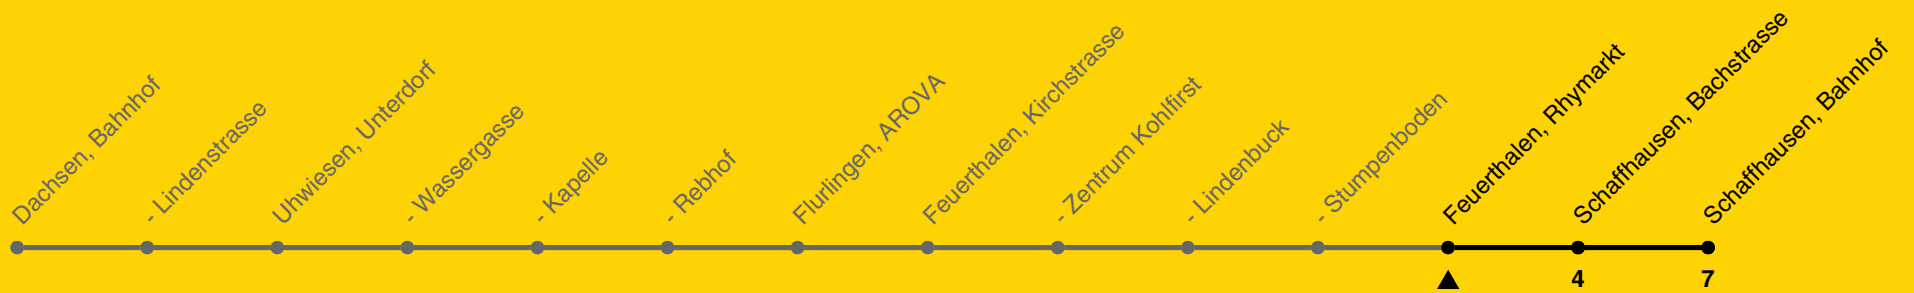 Dachsen, Bahnhof
- Lindenstrasse
Uhwiesen, Unterdorf
- Wassergasse
- Kapelle
- Rebhof
Flurlingen, AROVA
Feuerthalen, Kirchstrasse
- Zentrum Kohlfirst
- Lindenbuck
- Stumpenboden
Feuerthalen, Rhymarkt
Schaffhausen, Bachstrasse
Schaffhausen, Bahnhof
4
7